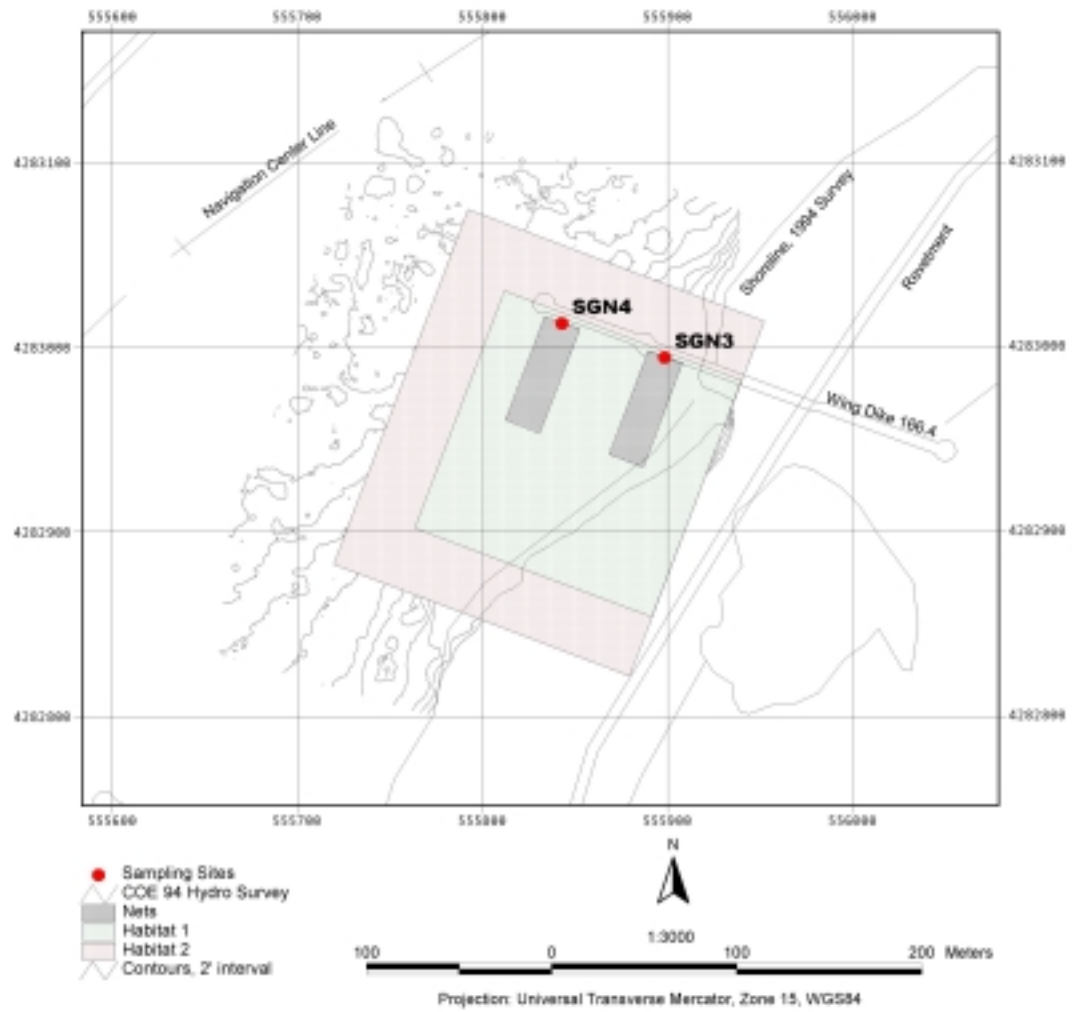 555600 555700 555800 555900 556000
4283100 4283100
Navigation Center Line
Shoreline, 1994 Survey
Revetment
SGN4
SGN3
4283000 4283000
Wing Dike 166.4
4282900 4282900
4282800 4282800
555600 555700 555800 555900 556000
Sampling Sites
COE 94 Hydro Survey
Nets
Habitat 1
Habitat 2
Contours, 2' interval
N
1:3000
100 0 100 200 Meters
Projection: Universal Transverse Mercator, Zone 15, WGS84